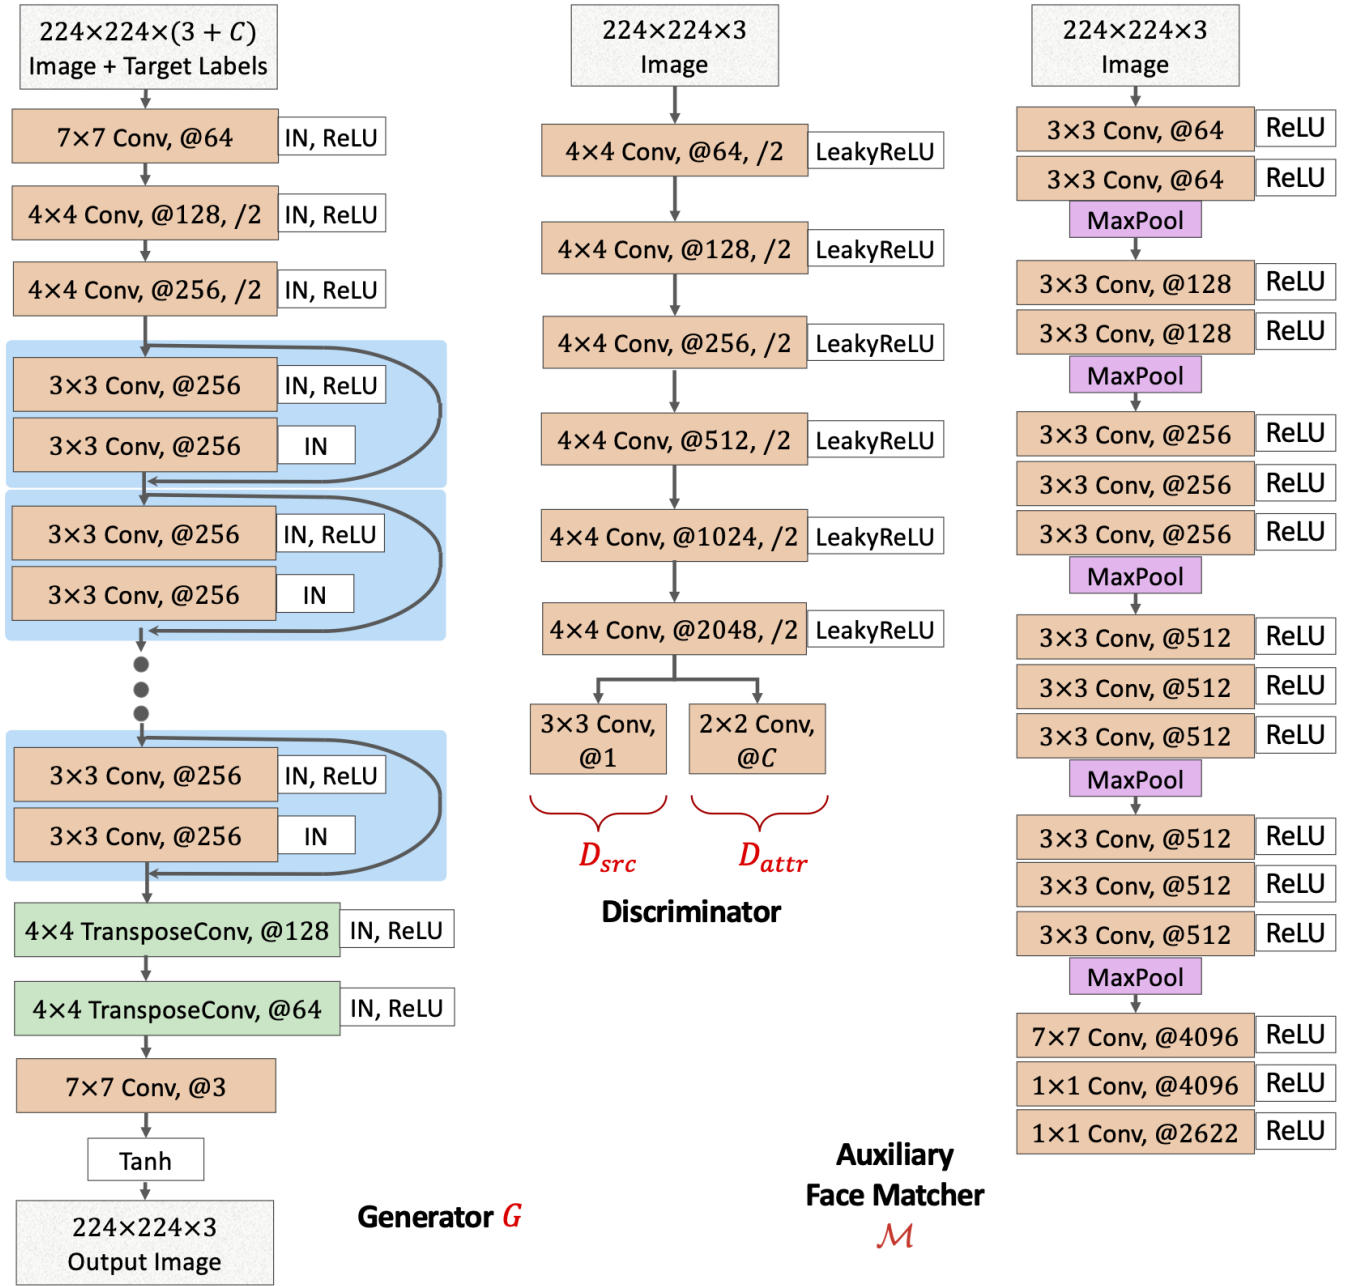 224×224×(3 + C)
Image + Target Labels
7×7 Conv, @64
IN, ReLU
4×4 Conv, @128, /2
IN, ReLU
4×4 Conv, @256, /2
IN, ReLU
3×3 Conv, @256
IN, ReLU
3×3 Conv, @256
IN
3×3 Conv, @256
IN, ReLU
3×3 Conv, @256
IN
3×3 Conv, @256
IN, ReLU
3×3 Conv, @256
IN
4×4 TransposeConv, @128
IN, ReLU
4×4 TransposeConv, @64
IN, ReLU
7×7 Conv, @3
Tanh
224×224×3
Output Image
Generator G
224×224×3
Image
4×4 Conv, @64, /2
LeakyReLU
4×4 Conv, @128, /2
LeakyReLU
4×4 Conv, @256, /2
LeakyReLU
4×4 Conv, @512, /2
LeakyReLU
4×4 Conv, @1024, /2
LeakyReLU
4×4 Conv, @2048, /2
LeakyReLU
3×3 Conv,
@1
2×2 Conv,
@C
D_src
D_attr
Discriminator
224×224×3
Image
3×3 Conv, @64
ReLU
3×3 Conv, @64
ReLU
MaxPool
3×3 Conv, @128
ReLU
3×3 Conv, @128
ReLU
MaxPool
3×3 Conv, @256
ReLU
3×3 Conv, @256
ReLU
3×3 Conv, @256
ReLU
MaxPool
3×3 Conv, @512
ReLU
3×3 Conv, @512
ReLU
3×3 Conv, @512
ReLU
MaxPool
3×3 Conv, @512
ReLU
3×3 Conv, @512
ReLU
3×3 Conv, @512
ReLU
MaxPool
7×7 Conv, @4096
ReLU
1×1 Conv, @4096
ReLU
1×1 Conv, @2622
ReLU
Auxiliary
Face Matcher
ℳ